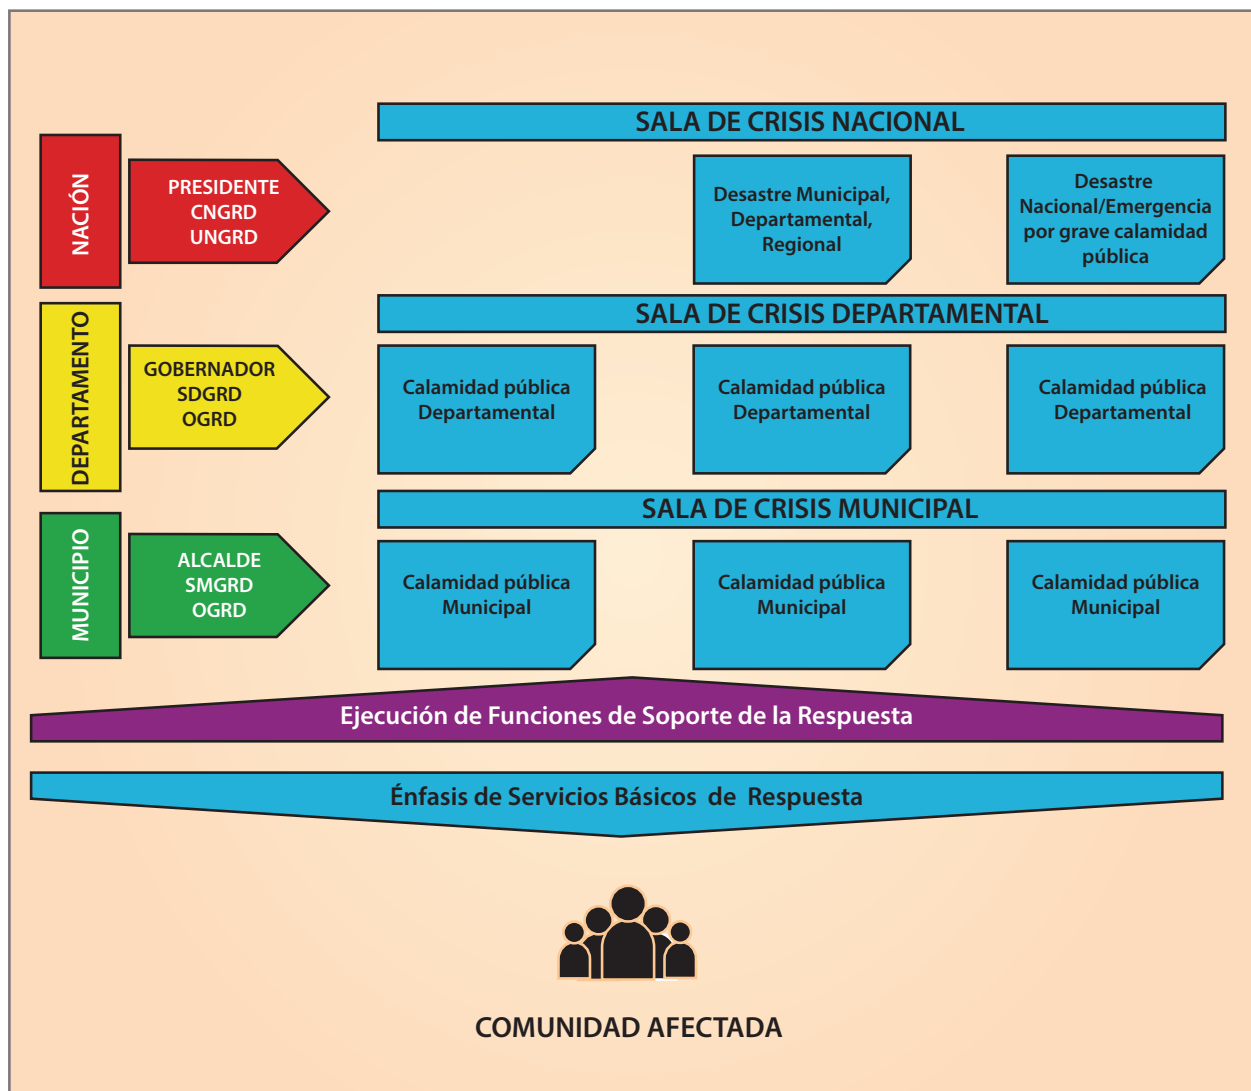 SALA DE CRISIS NACIONAL
NACIÓN
PRESIDENTE
CNGRD
UNGRD
Desastre Municipal,
Departamental,
Regional
Desastre
Nacional/Emergencia
por grave calamidad
pública
SALA DE CRISIS DEPARTAMENTAL
DEPARTAMENTO
GOBERNADOR
SDGRD
OGRD
Calamidad pública
Departamental
Calamidad pública
Departamental
Calamidad pública
Departamental
SALA DE CRISIS MUNICIPAL
MUNICIPIO
ALCALDE
SMGRD
OGRD
Calamidad pública
Municipal
Calamidad pública
Municipal
Calamidad pública
Municipal
Ejecución de Funciones de Soporte de la Respuesta
Énfasis de Servicios Básicos de Respuesta
COMUNIDAD AFECTADA